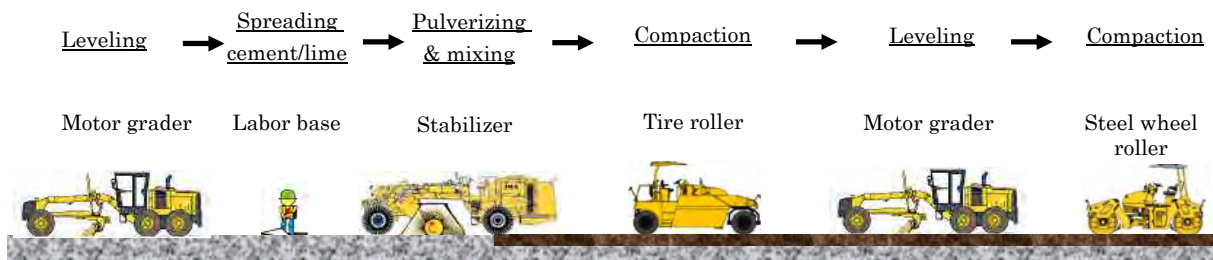 Leveling
Spreading
cement/lime
Pulverizing
& mixing
Compaction
Leveling
Compaction
Motor grader
Labor base
Stabilizer
Tire roller
Motor grader
Steel wheel
roller